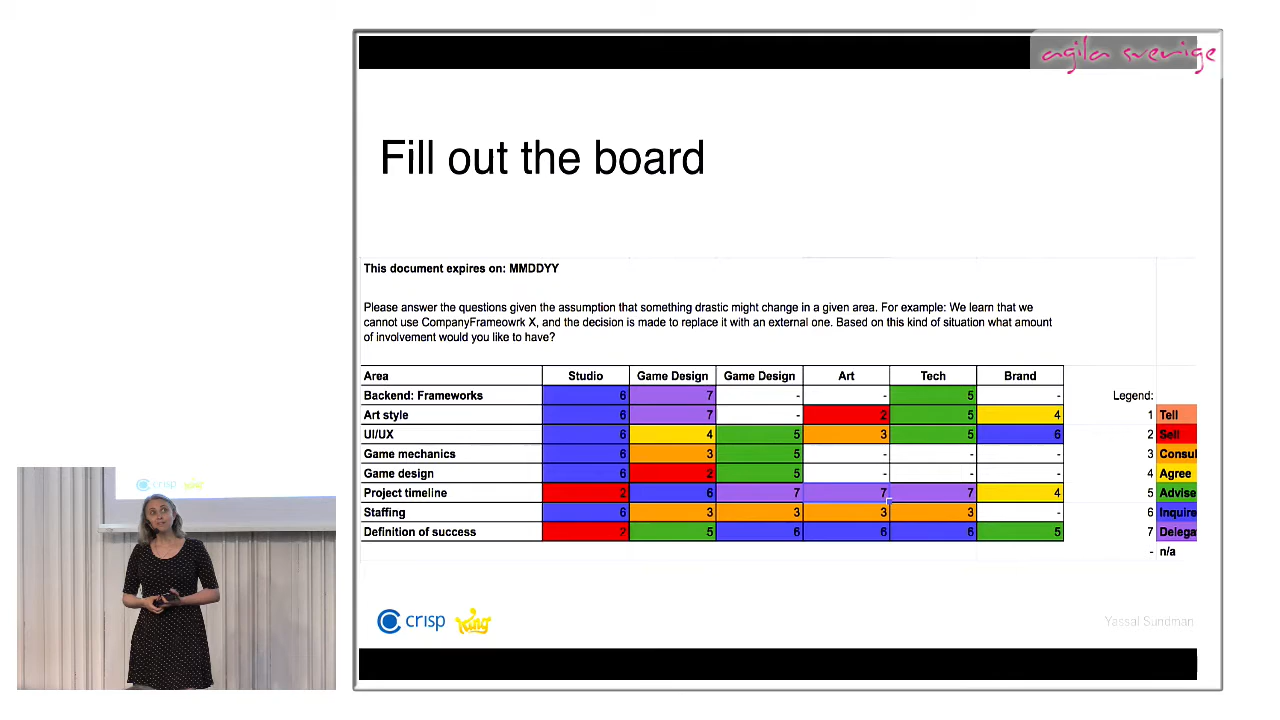 agila sverige
Fill out the board
This document expires on: MMDDYY
Please answer the questions given the assumption that something drastic might change in a given area. For example: We learn that we
cannot use CompanyFrameowrk X, and the decision is made to replace it with an external one. Based on this kind of situation what amount
of involvement would you like to have?
Area Studio Game Design Game Design Art Tech Brand
Backend: Frameworks 6 7 - - 5 - Legend:
Art style 6 7 - 2 5 4 1 Tell
UI/UX 6 4 5 3 5 6 2 Sell
Game mechanics 6 3 5 - - - 3 Consul
Game design 6 2 5 - - - 4 Agree
Project timeline 2 6 7 7 7 4 5 Advise
Staffing 6 3 3 3 3 - 6 Inquire
Definition of success 2 5 6 6 6 5 7 Delega
- n/a
crisp King
Yassal Sundman
crisp